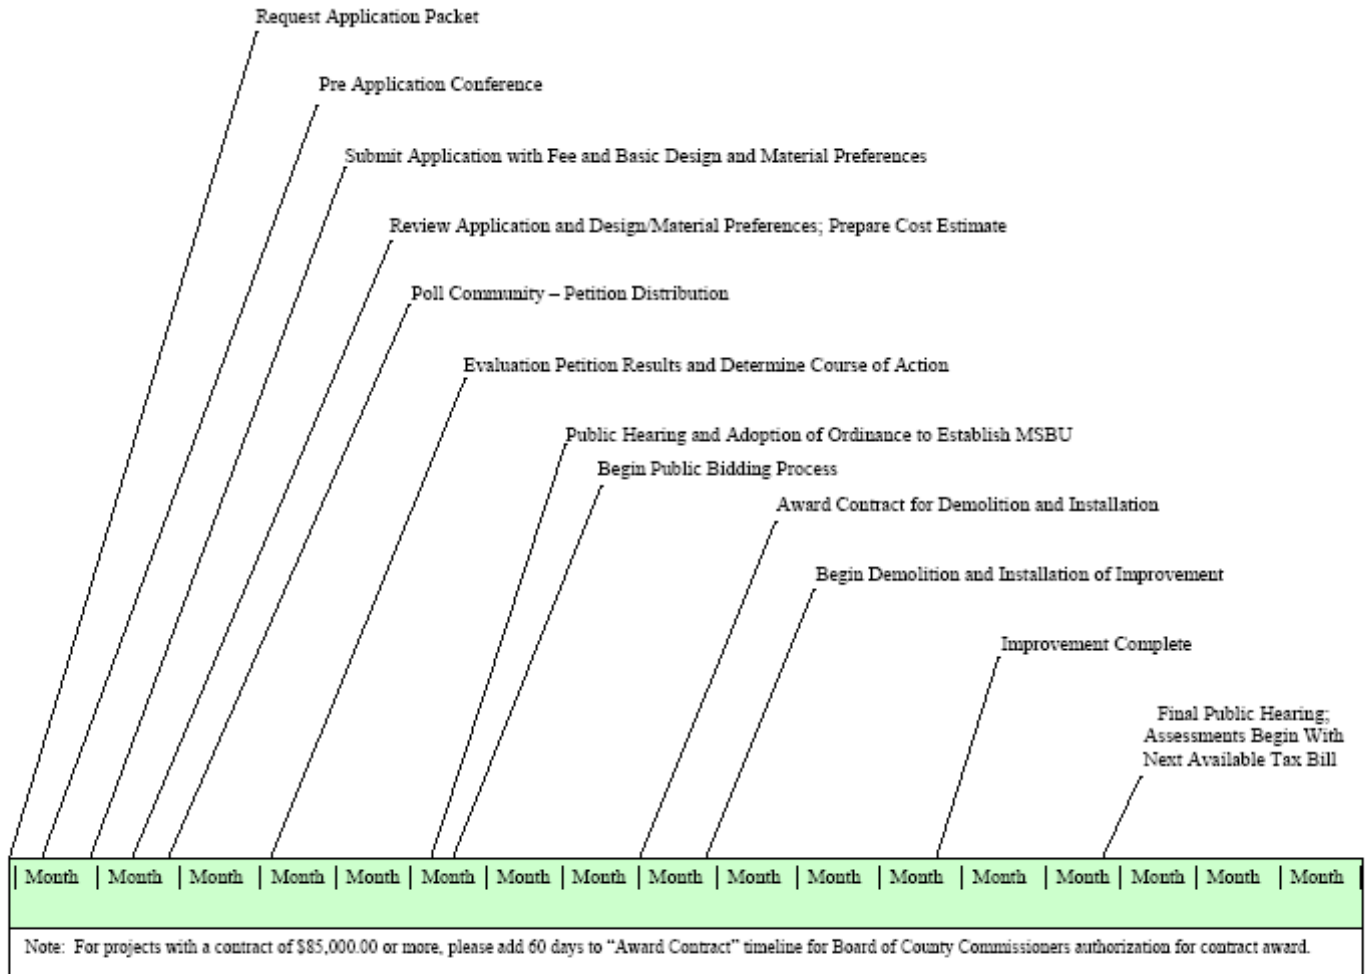 Request Application Packet
Pre Application Conference
Submit Application with Fee and Basic Design and Material Preferences
Review Application and Design/Material Preferences; Prepare Cost Estimate
Poll Community – Petition Distribution
Evaluation Petition Results and Determine Course of Action
Public Hearing and Adoption of Ordinance to Establish MSBU
Begin Public Bidding Process
Award Contract for Demolition and Installation
Begin Demolition and Installation of Improvement
Improvement Complete
Final Public Hearing;
Assessments Begin With
Next Available Tax Bill
| Month | Month | Month | Month | Month | Month | Month | Month | Month | Month | Month | Month | Month | Month | Month | Month | Month |
Note: For projects with a contract of $85,000.00 or more, please add 60 days to “Award Contract” timeline for Board of County Commissioners authorization for contract award.